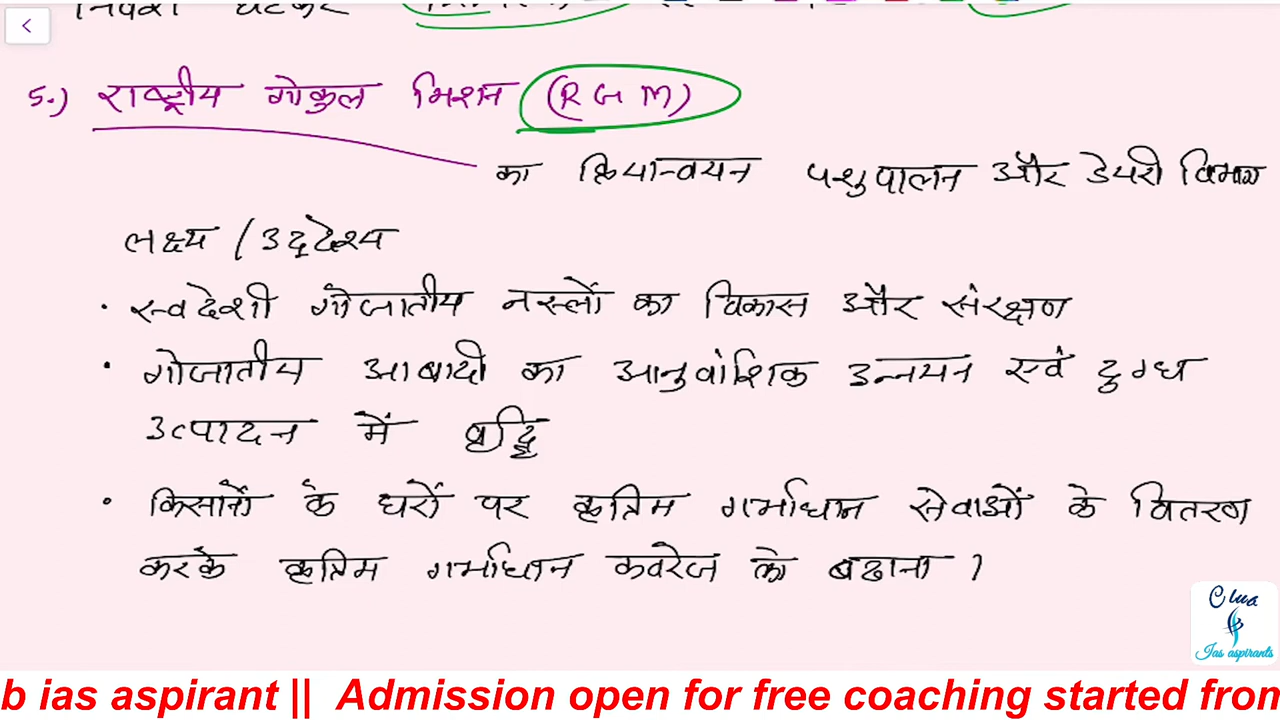 5.) राष्ट्रीय गोकुल मिशन (RGM)
का क्रियान्वयन पशुपालन और डेयरी विभाग
लक्ष्य / उद्देश्य
• स्वदेशी गोजातीय नस्लों का विकास और संरक्षण
• गोजातीय आबादी का आनुवांशिक उन्नयन एवं दुग्ध
उत्पादन में वृद्धि
• किसानों के घरों पर कृत्रिम गर्भाधान सेवाओं के वितरण
करके कृत्रिम गर्भाधान कवरेज को बढाना ।
Club
Ias aspirants
b ias aspirant || Admission open for free coaching started fron